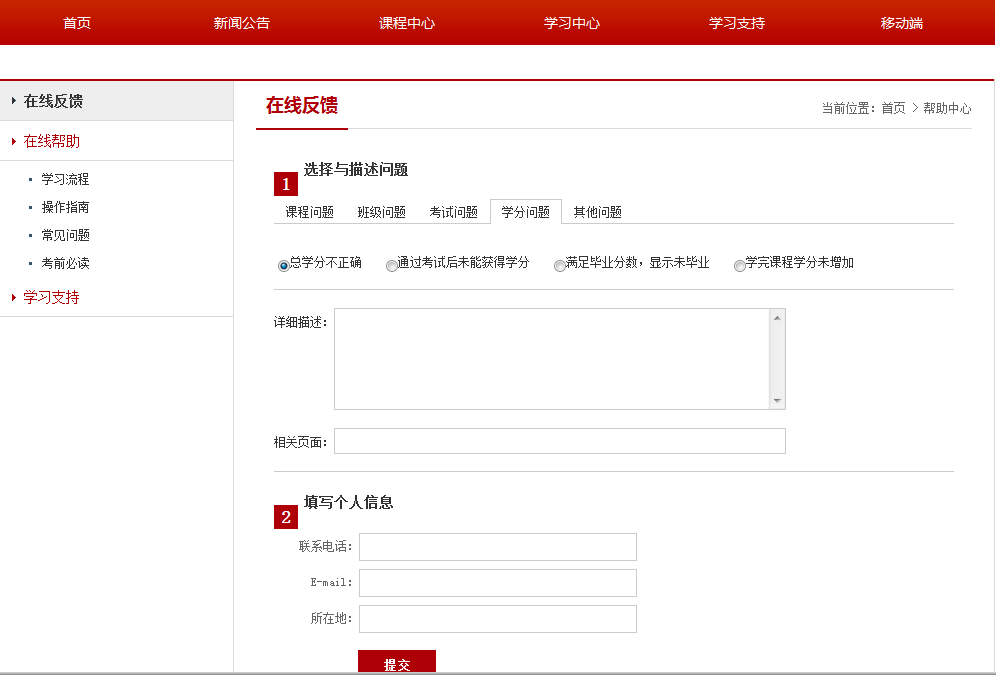 首页 新闻公告 课程中心 学习中心 学习支持 移动端
在线反馈
在线帮助
学习流程
操作指南
常见问题
考前必读
学习支持
在线反馈
当前位置：首页 > 帮助中心
1 选择与描述问题
课程问题 班级问题 考试问题 学分问题 其他问题
总学分不正确 通过考试后未能获得学分 满足毕业分数，显示未毕业 学完课程学分未增加
详细描述：
相关页面：
2 填写个人信息
联系电话：
E-mail：
所在地：
提交